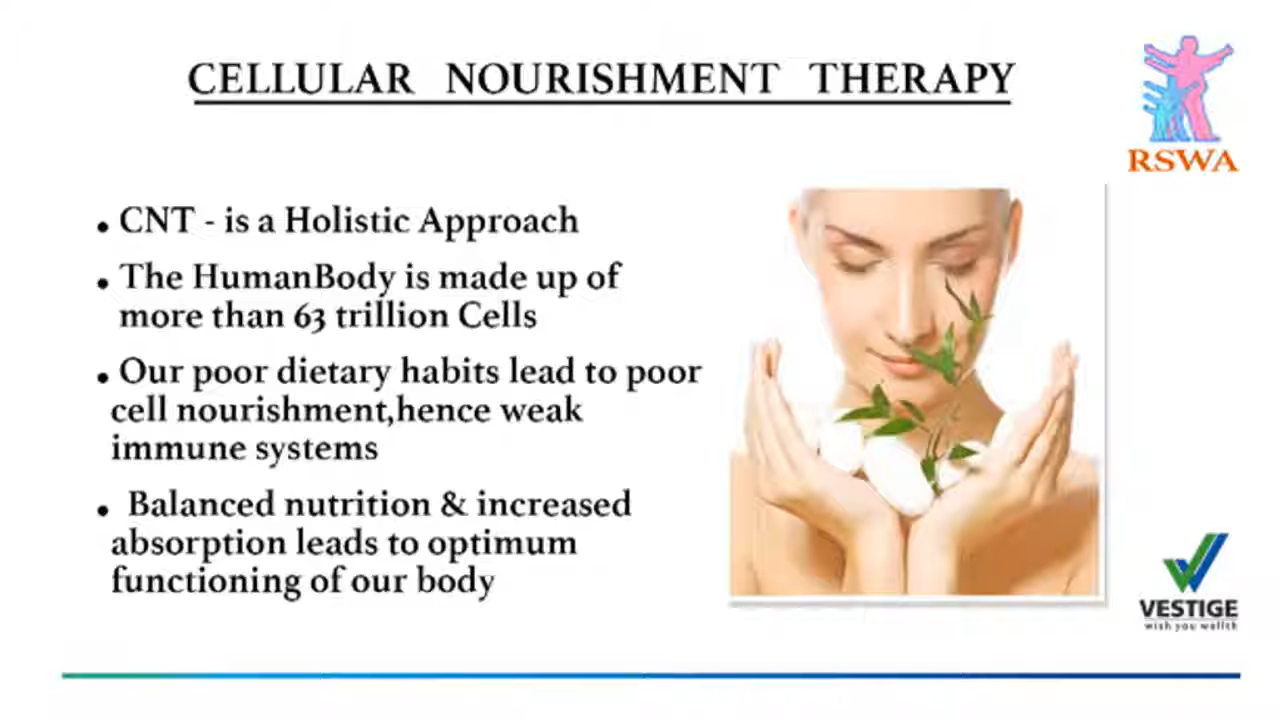 CELLULAR NOURISHMENT THERAPY
RSWA
• CNT - is a Holistic Approach
• The HumanBody is made up of
more than 63 trillion Cells
• Our poor dietary habits lead to poor
cell nourishment,hence weak
immune systems
• Balanced nutrition & increased
absorption leads to optimum
functioning of our body
VESTIGE
wish you wellth